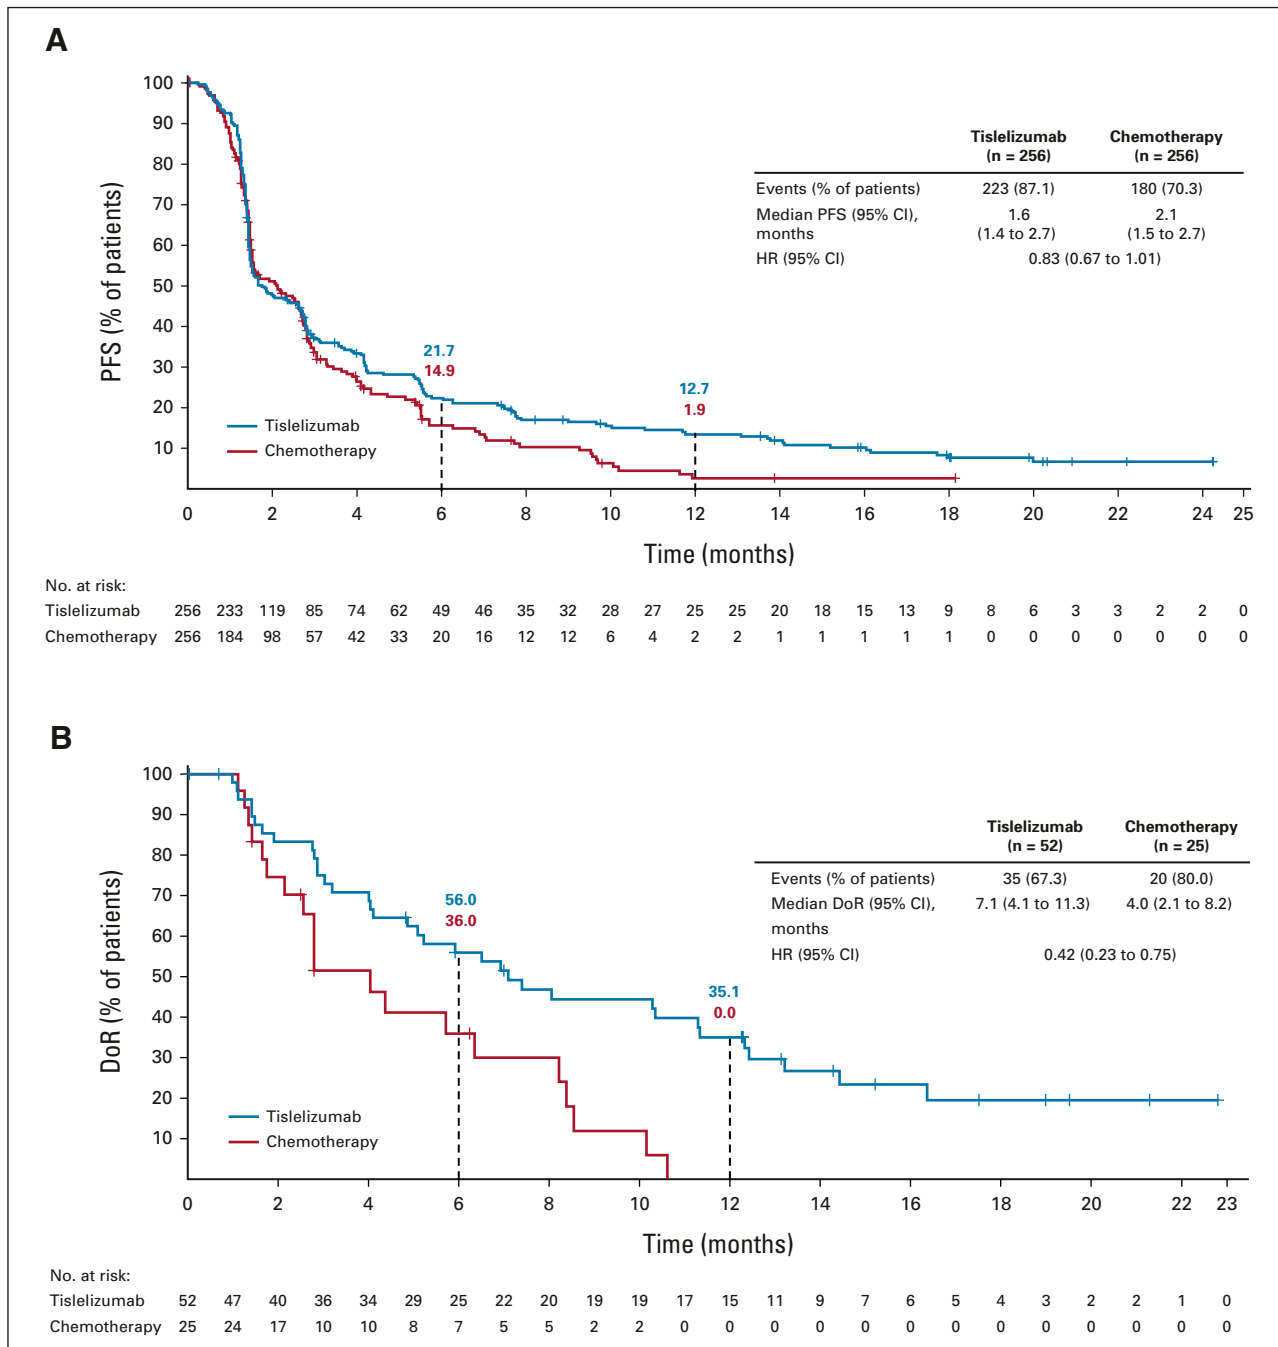 A
100
90
80
70
60
50
40
30
20
10
PFS (% of patients)
Tislelizumab
(n = 256)
Chemotherapy
(n = 256)
Events (% of patients) 223 (87.1) 180 (70.3)
Median PFS (95% CI), 1.6 2.1
months (1.4 to 2.7) (1.5 to 2.7)
HR (95% CI) 0.83 (0.67 to 1.01)
21.7
14.9
12.7
1.9
Tislelizumab
Chemotherapy
0 2 4 6 8 10 12 14 16 18 20 22 24 25
Time (months)
No. at risk:
Tislelizumab 256 233 119 85 74 62 49 46 35 32 28 27 25 25 20 18 15 13 9 8 6 3 3 2 2 0
Chemotherapy 256 184 98 57 42 33 20 16 12 12 6 4 2 2 1 1 1 1 1 0 0 0 0 0 0 0
B
100
90
80
70
60
50
40
30
20
10
DoR (% of patients)
Tislelizumab
(n = 52)
Chemotherapy
(n = 25)
Events (% of patients) 35 (67.3) 20 (80.0)
Median DoR (95% CI), 7.1 (4.1 to 11.3) 4.0 (2.1 to 8.2)
months
HR (95% CI) 0.42 (0.23 to 0.75)
56.0
36.0
35.1
0.0
Tislelizumab
Chemotherapy
0 2 4 6 8 10 12 14 16 18 20 22 23
Time (months)
No. at risk:
Tislelizumab 52 47 40 36 34 29 25 22 20 19 19 17 15 11 9 7 6 5 4 3 2 2 1 0
Chemotherapy 25 24 17 10 10 8 7 5 5 2 2 0 0 0 0 0 0 0 0 0 0 0 0 0